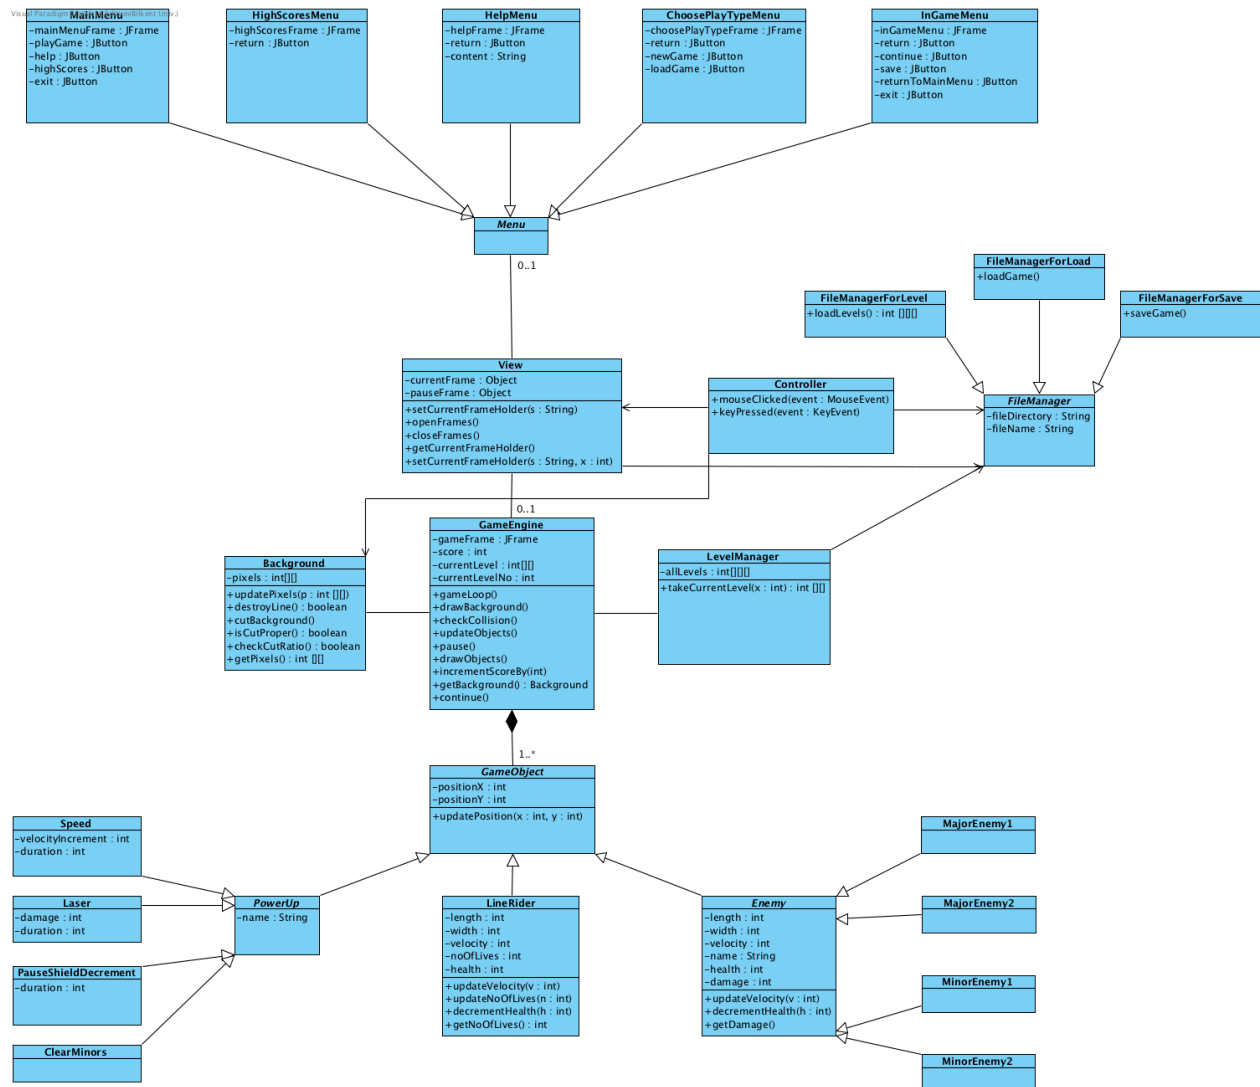 Visual Paradigm Standard Edition(Bilkent Univ.)
MainMenu
-mainMenuFrame : JFrame
-playGame : JButton
-help : JButton
-highScores : JButton
-exit : JButton
HighScoresMenu
-highScoresFrame : JFrame
-return : JButton
HelpMenu
-helpFrame : JFrame
-return : JButton
-content : String
ChoosePlayTypeMenu
-choosePlayTypeFrame : JFrame
-return : JButton
-newGame : JButton
-loadGame : JButton
InGameMenu
-inGameMenu : JFrame
-return : JButton
-continue : JButton
-save : JButton
-returnToMainMenu : JButton
-exit : JButton
Menu
0..1
FileManagerForLoad
+loadGame()
FileManagerForLevel
+loadLevels() : int [][][]
FileManagerForSave
+saveGame()
View
-currentFrame : Object
-pauseFrame : Object
+setCurrentFrameHolder(s : String)
+openFrames()
+closeFrames()
+getCurrentFrameHolder()
+setCurrentFrameHolder(s : String, x : int)
Controller
+mouseClicked(event : MouseEvent)
+keyPressed(event : KeyEvent)
FileManager
-fileDirectory : String
-fileName : String
0..1
GameEngine
-gameFrame : JFrame
-score : int
-currentLevel : int[][]
-currentLevelNo : int
+gameLoop()
+drawBackground()
+checkCollision()
+updateObjects()
+pause()
+drawObjects()
+incrementScoreBy(int)
+getBackground() : Background
+continue()
Background
-pixels : int[][]
+updatePixels(p : int [][])
+destroyLine() : boolean
+cutBackground()
+isCutProper() : boolean
+checkCutRatio() : boolean
+getPixels() : int [][]
LevelManager
-allLevels : int[][][]
+takeCurrentLevel(x : int) : int [][]
1..*
GameObject
-positionX : int
-positionY : int
+updatePosition(x : int, y : int)
Speed
-velocityIncrement : int
-duration : int
Laser
-damage : int
-duration : int
PauseShieldDecrement
-duration : int
ClearMinors
PowerUp
-name : String
LineRider
-length : int
-width : int
-velocity : int
-noOfLives : int
-health : int
+updateVelocity(v : int)
+updateNoOfLives(n : int)
+decrementHealth(h : int)
+getNoOfLives() : int
Enemy
-length : int
-width : int
-velocity : int
-name : String
-health : int
-damage : int
+updateVelocity(v : int)
+decrementHealth(h : int)
+getDamage()
MajorEnemy1
MajorEnemy2
MinorEnemy1
MinorEnemy2